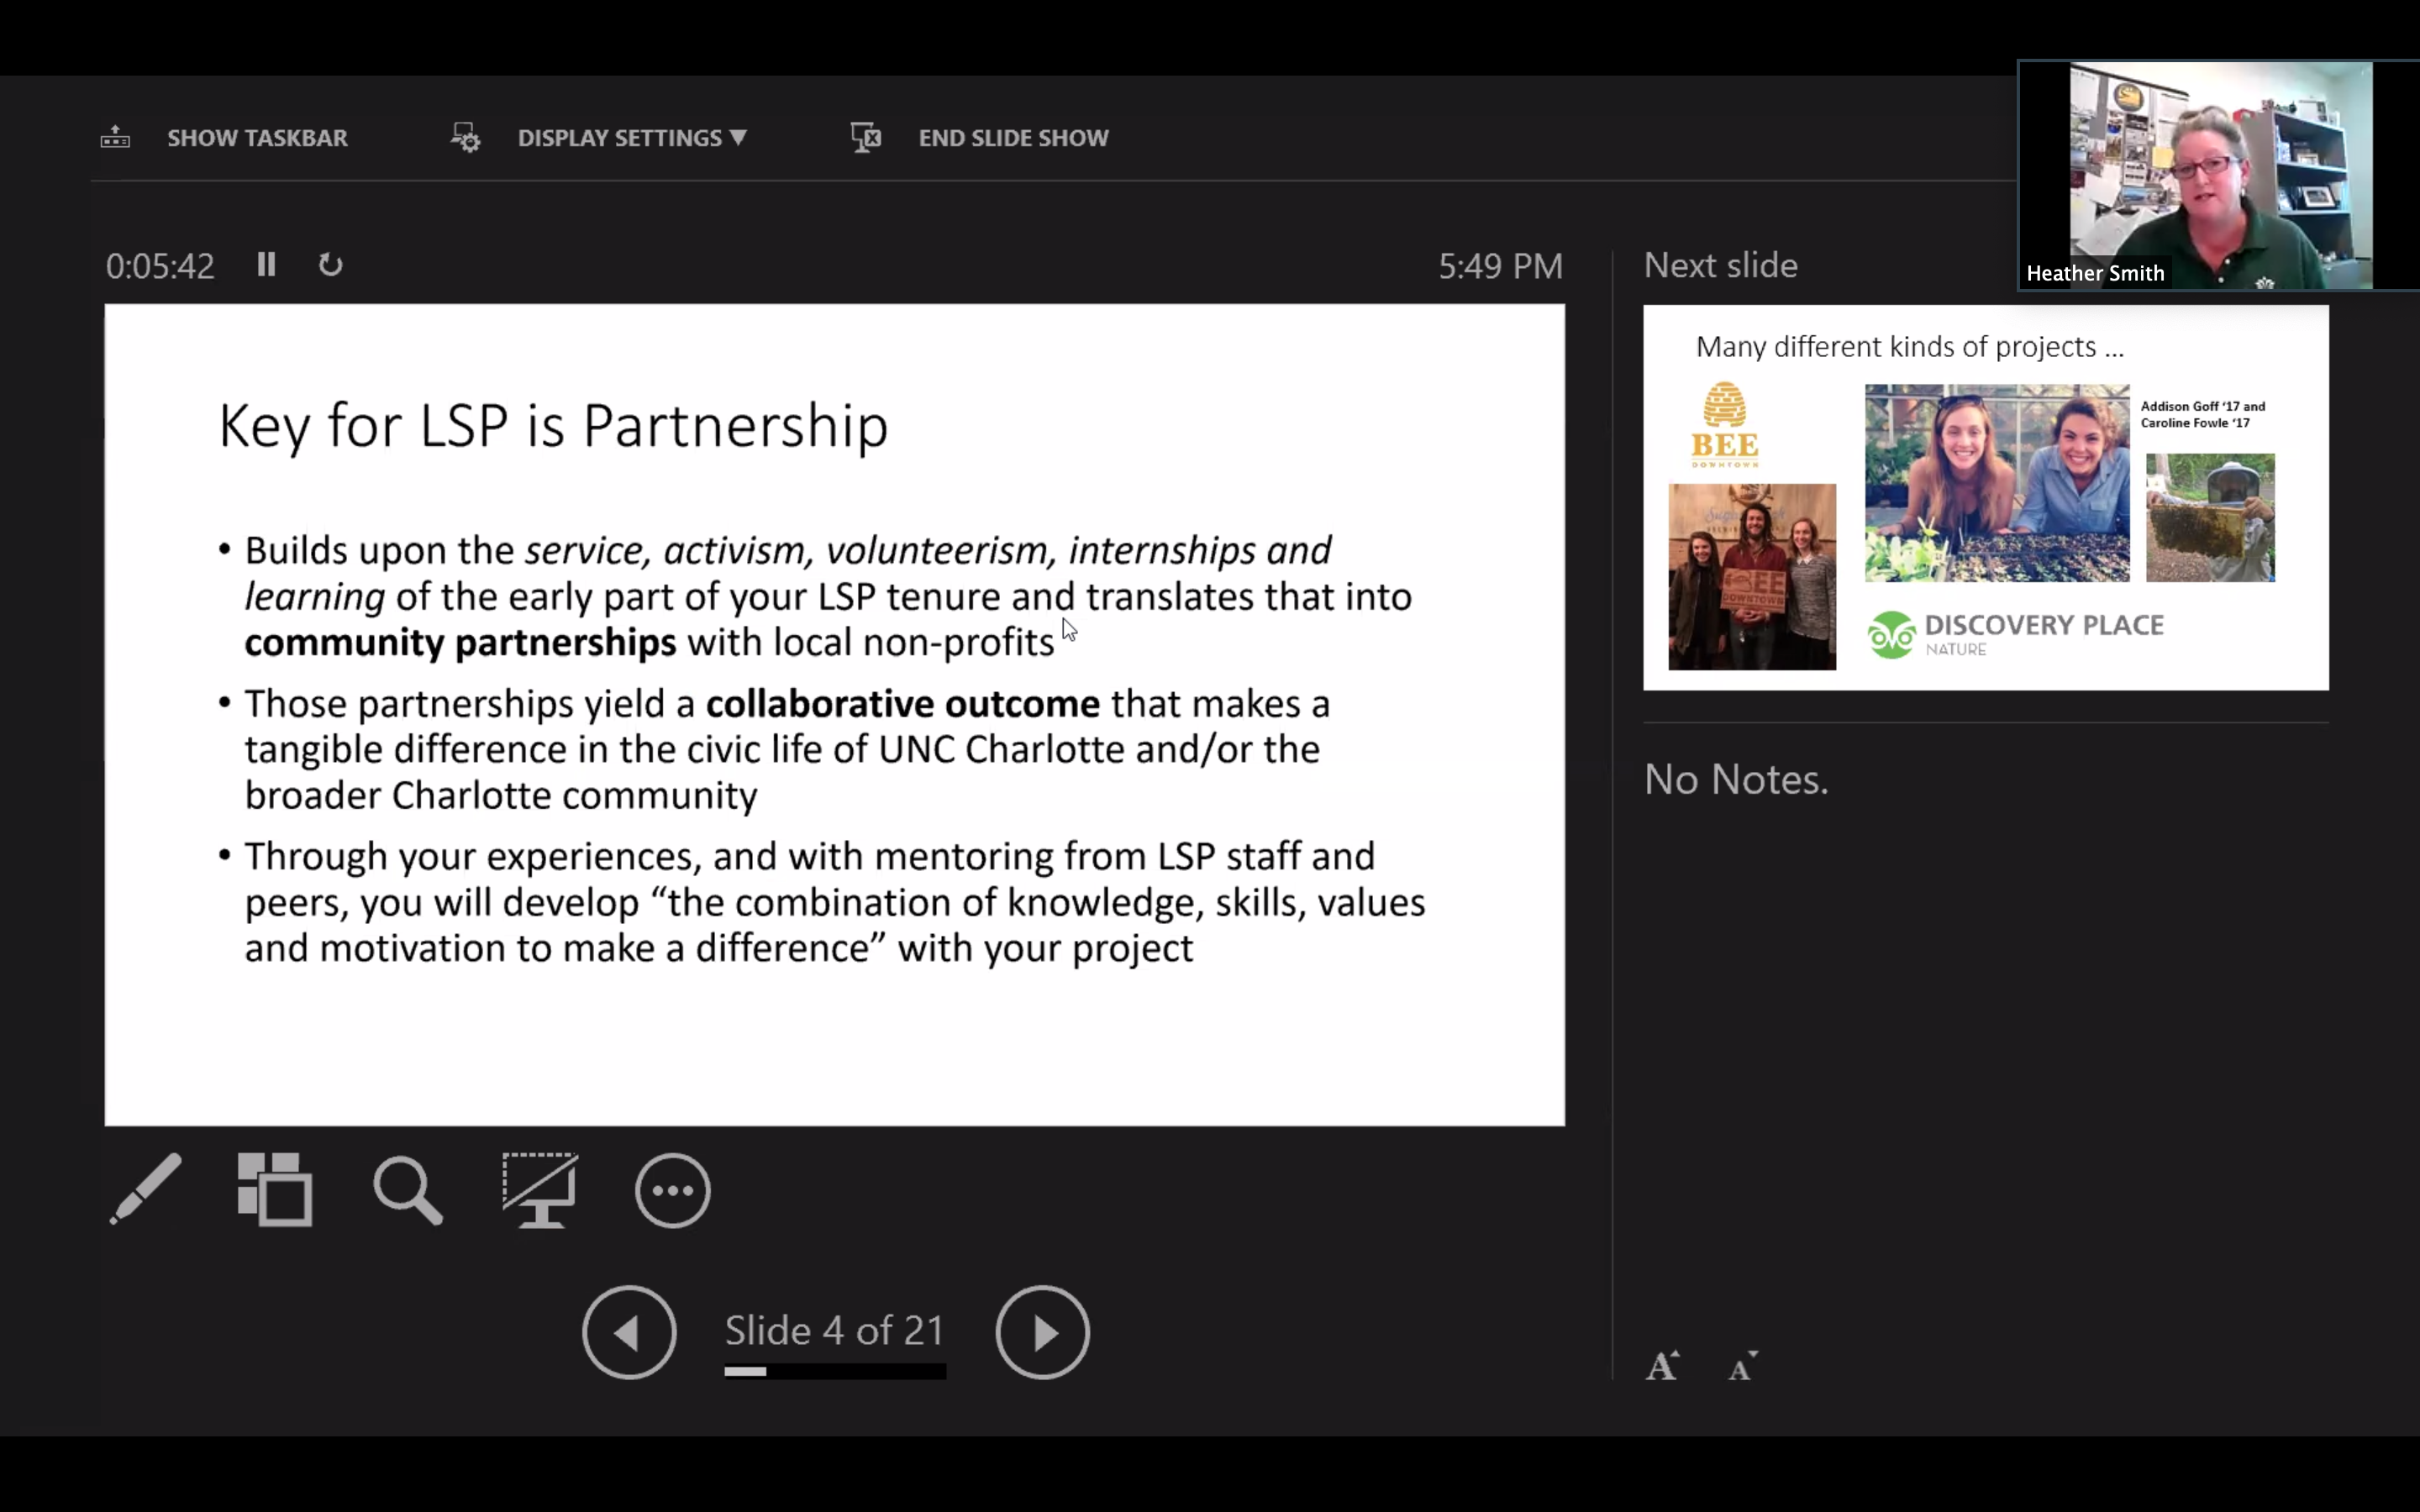 SHOW TASKBAR
DISPLAY SETTINGS ▼
END SLIDE SHOW
Heather Smith
0:05:42
5:49 PM
Next slide
Key for LSP is Partnership
• Builds upon the service, activism, volunteerism, internships and
learning of the early part of your LSP tenure and translates that into
community partnerships with local non-profits
• Those partnerships yield a collaborative outcome that makes a
tangible difference in the civic life of UNC Charlotte and/or the
broader Charlotte community
• Through your experiences, and with mentoring from LSP staff and
peers, you will develop “the combination of knowledge, skills, values
and motivation to make a difference” with your project
Many different kinds of projects ...
BEE
DOWNTOWN
Addison Goff ‘17 and
Caroline Fowle ‘17
BEE
DOWNTOWN
DISCOVERY PLACE
NATURE
No Notes.
Slide 4 of 21
A
A